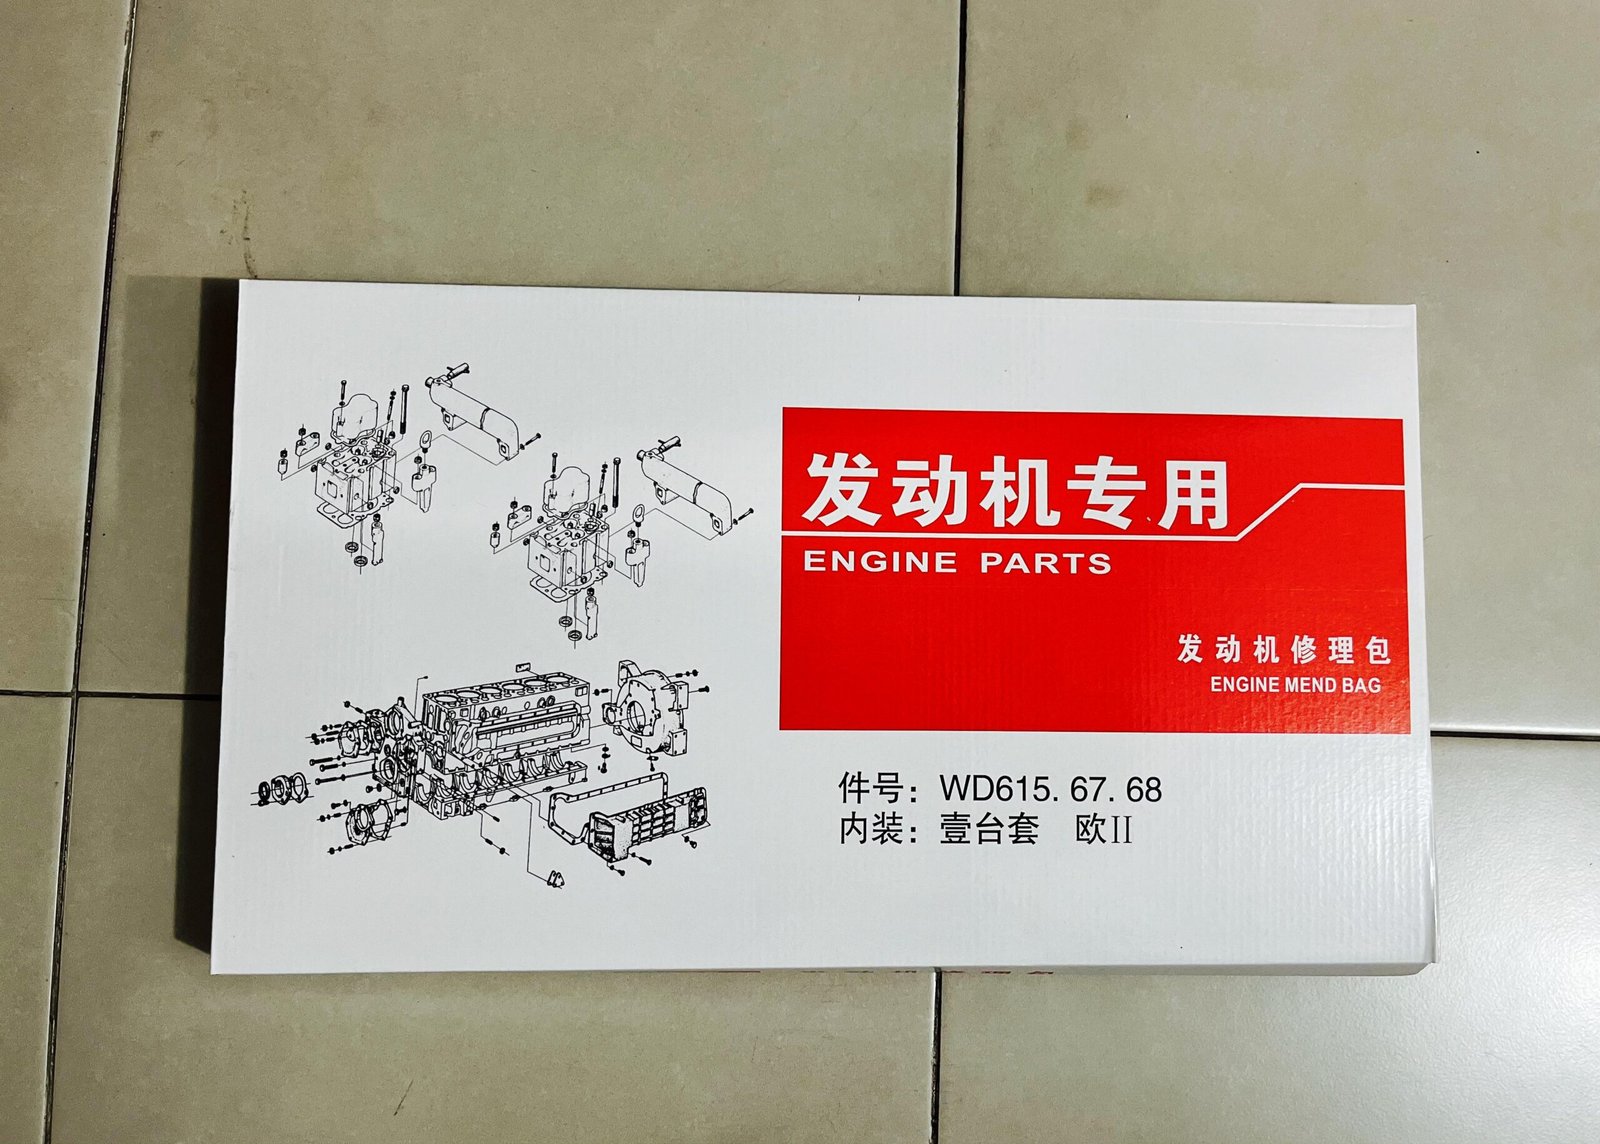 发动机专用
ENGINE PARTS
发动机修理包
ENGINE MEND BAG
件号：WD615. 67. 68
内装：壹台套 欧II